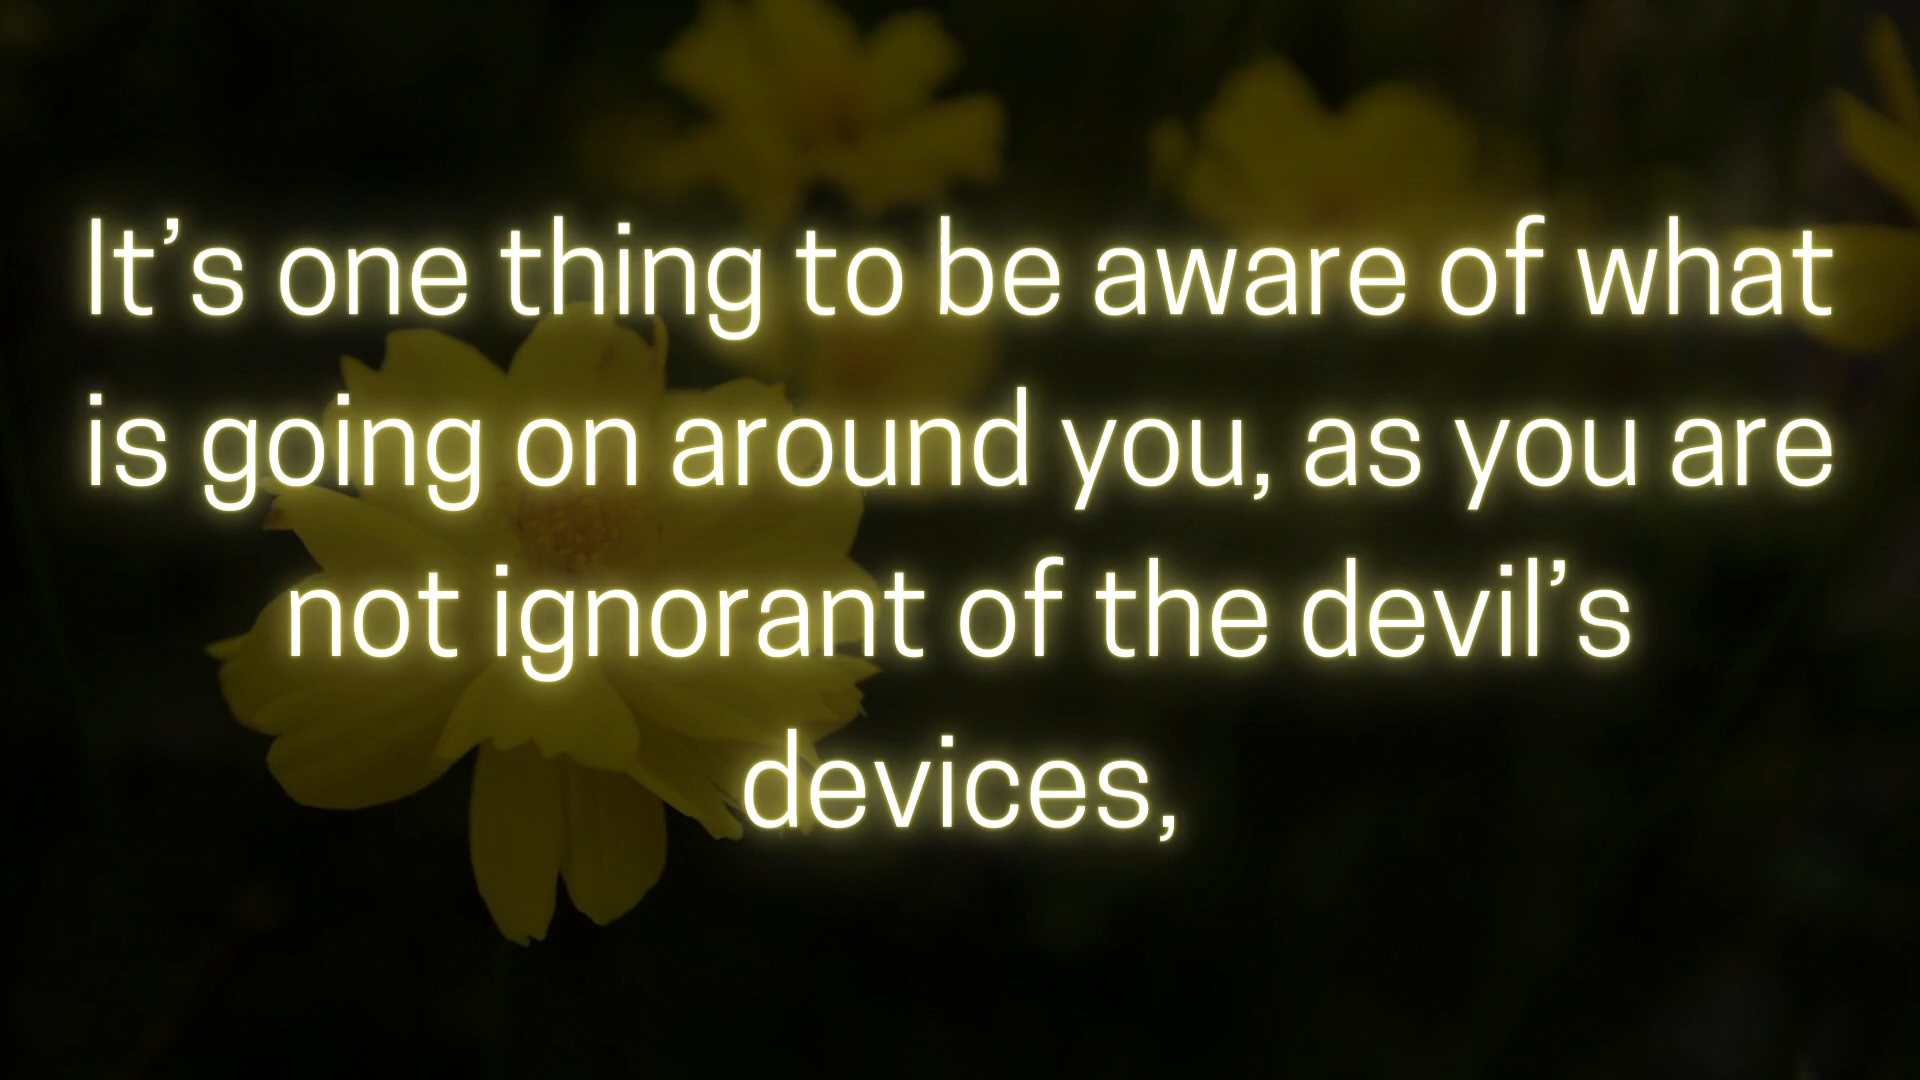 It’s one thing to be aware of what
is going on around you, as you are
not ignorant of the devil’s
devices,